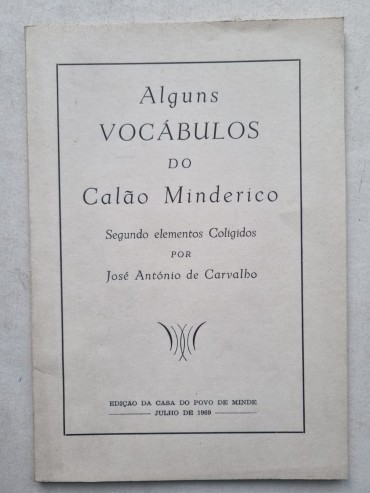 Alguns
VOCÁBULOS
DO
Calão Minderico
Segundo elementos Coligidos
POR
José António de Carvalho
EDIÇÃO DA CASA DO POVO DE MINDE
JULHO DE 1969